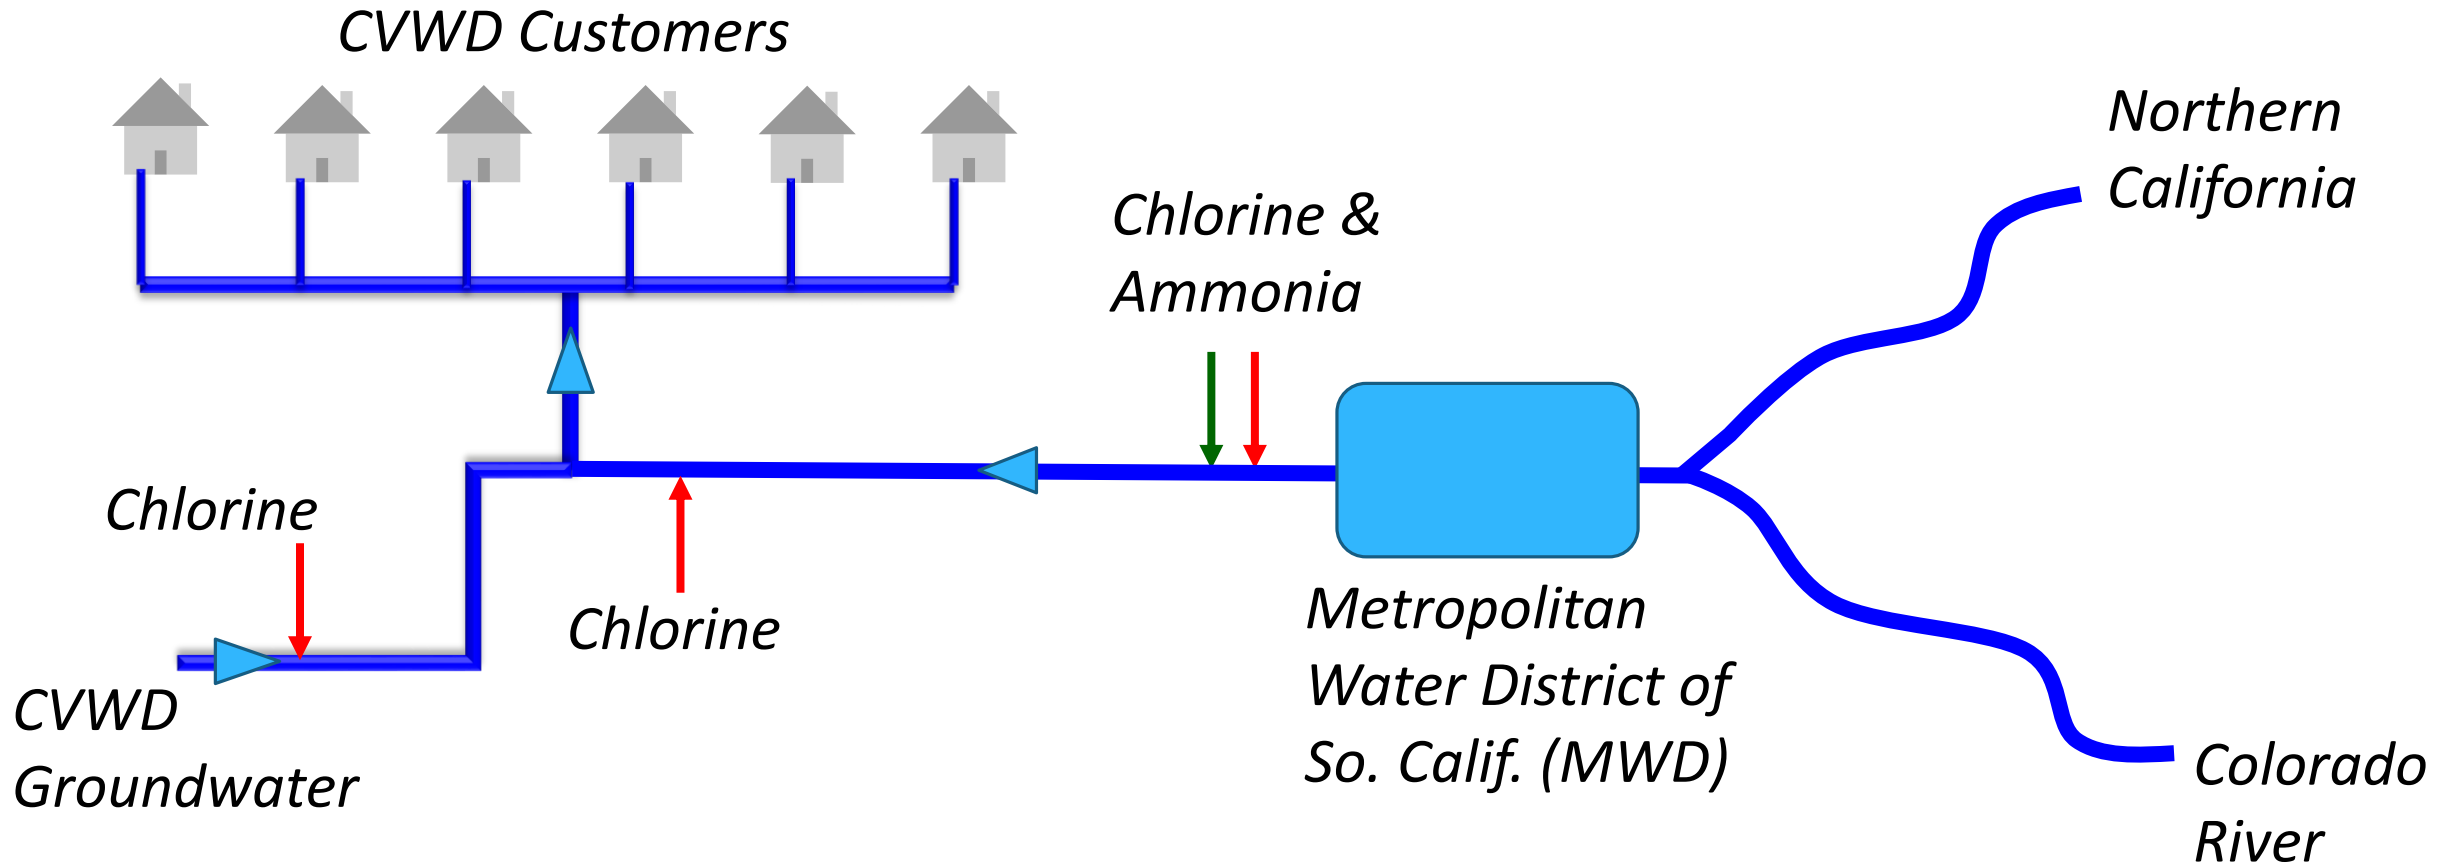 CVWD Customers
Northern
California
Chlorine &
Ammonia
Chlorine
Chlorine
CVWD
Groundwater
Metropolitan
Water District of
So. Calif. (MWD)
Colorado
River